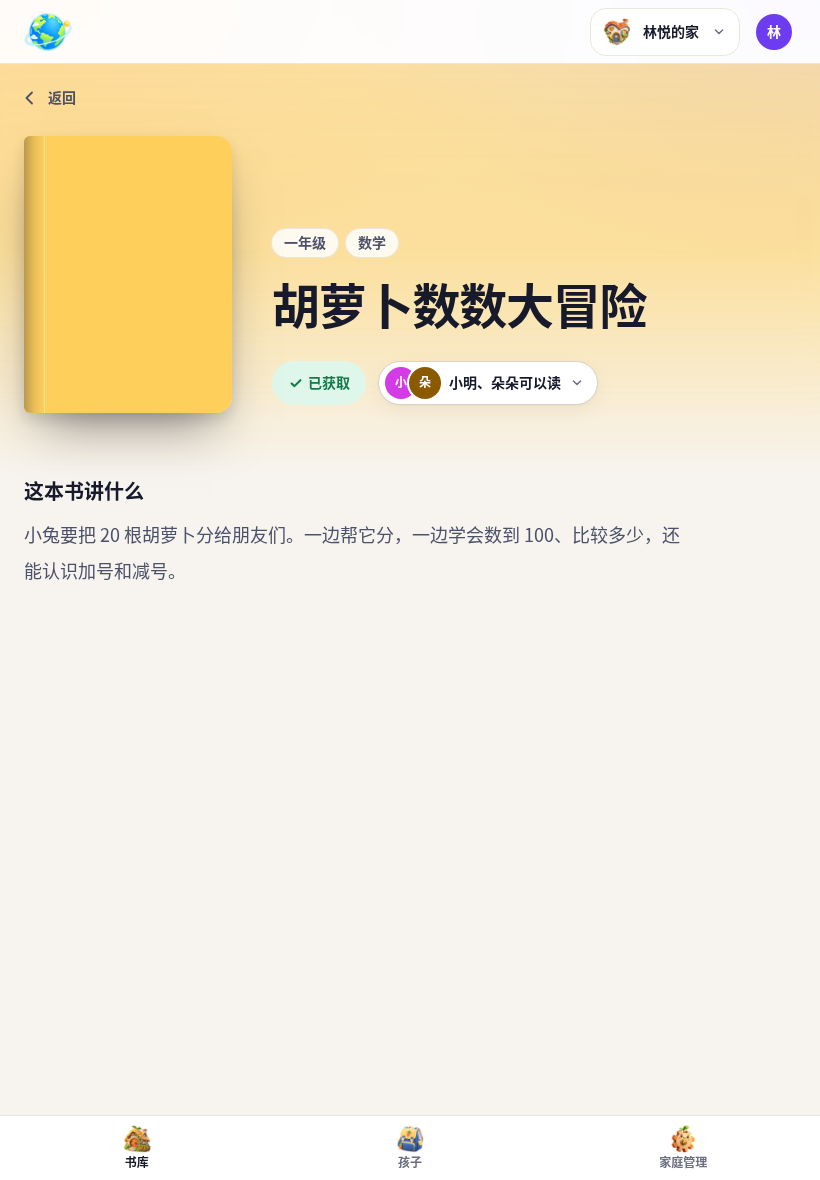 林悦的家
林
返回
一年级
数学
胡萝卜数数大冒险
已获取
小
朵
小明、朵朵可以读
这本书讲什么
小兔要把 20 根胡萝卜分给朋友们。一边帮它分，一边学会数到 100、比较多少，还
能认识加号和减号。
书库
孩子
家庭管理